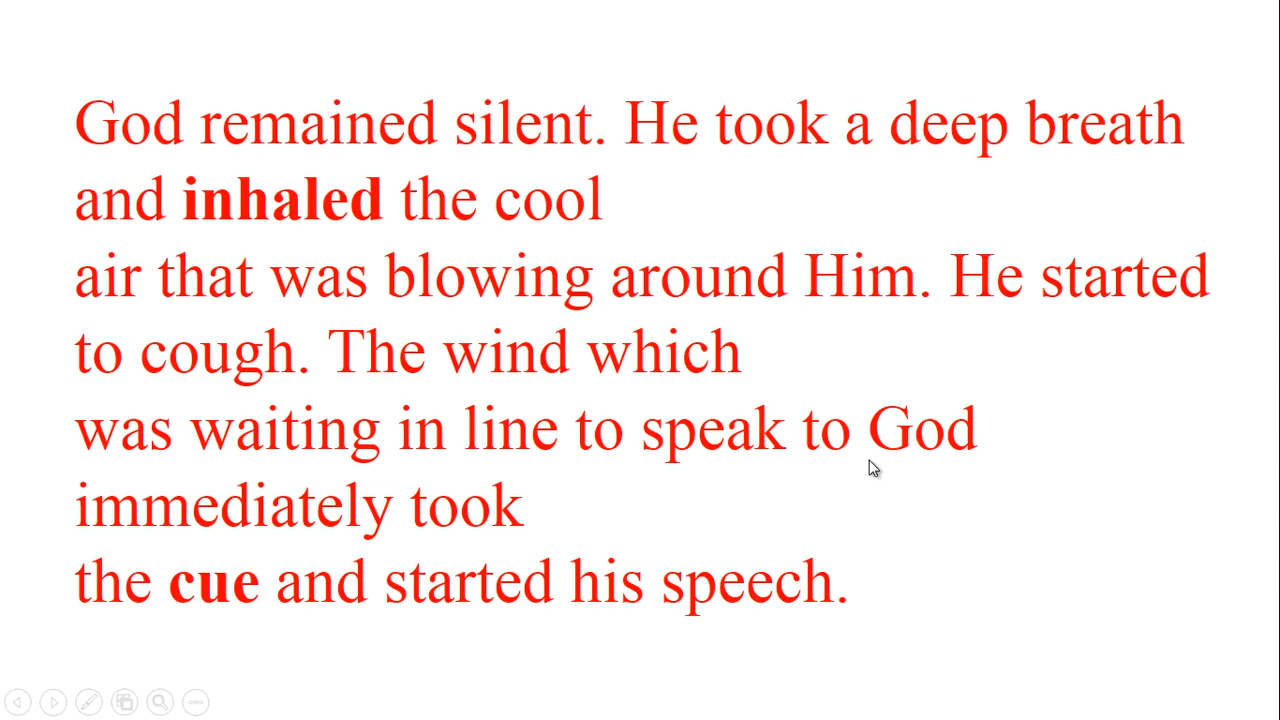 God remained silent. He took a deep breath
and inhaled the cool
air that was blowing around Him. He started
to cough. The wind which
was waiting in line to speak to God
immediately took
the cue and started his speech.